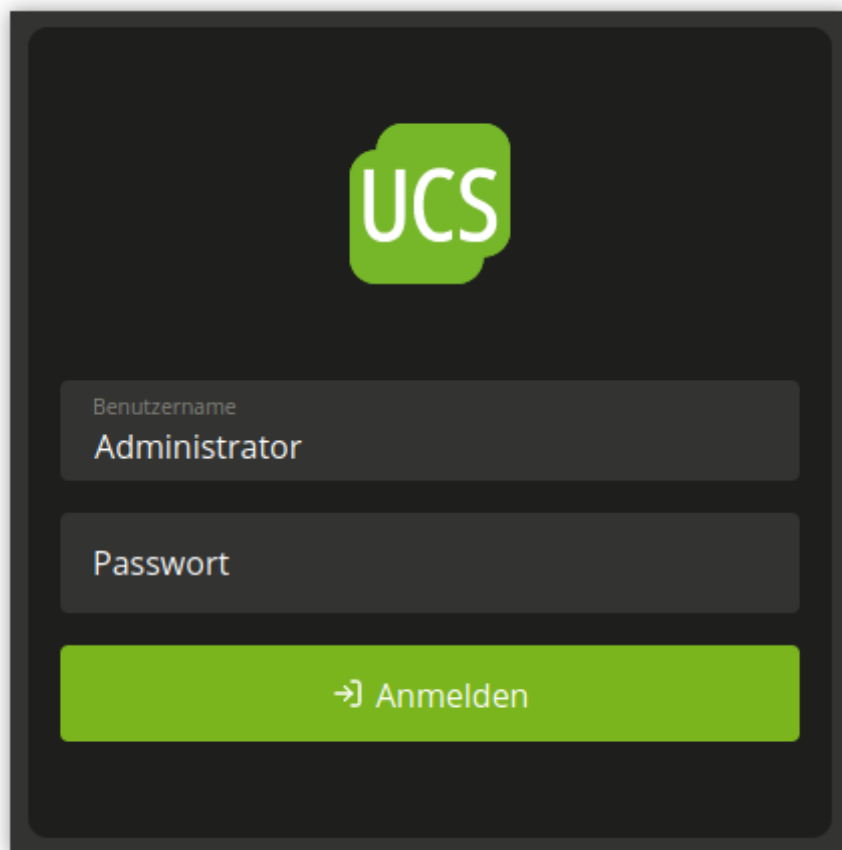 UCS
Benutzername
Administrator
Passwort
Anmelden